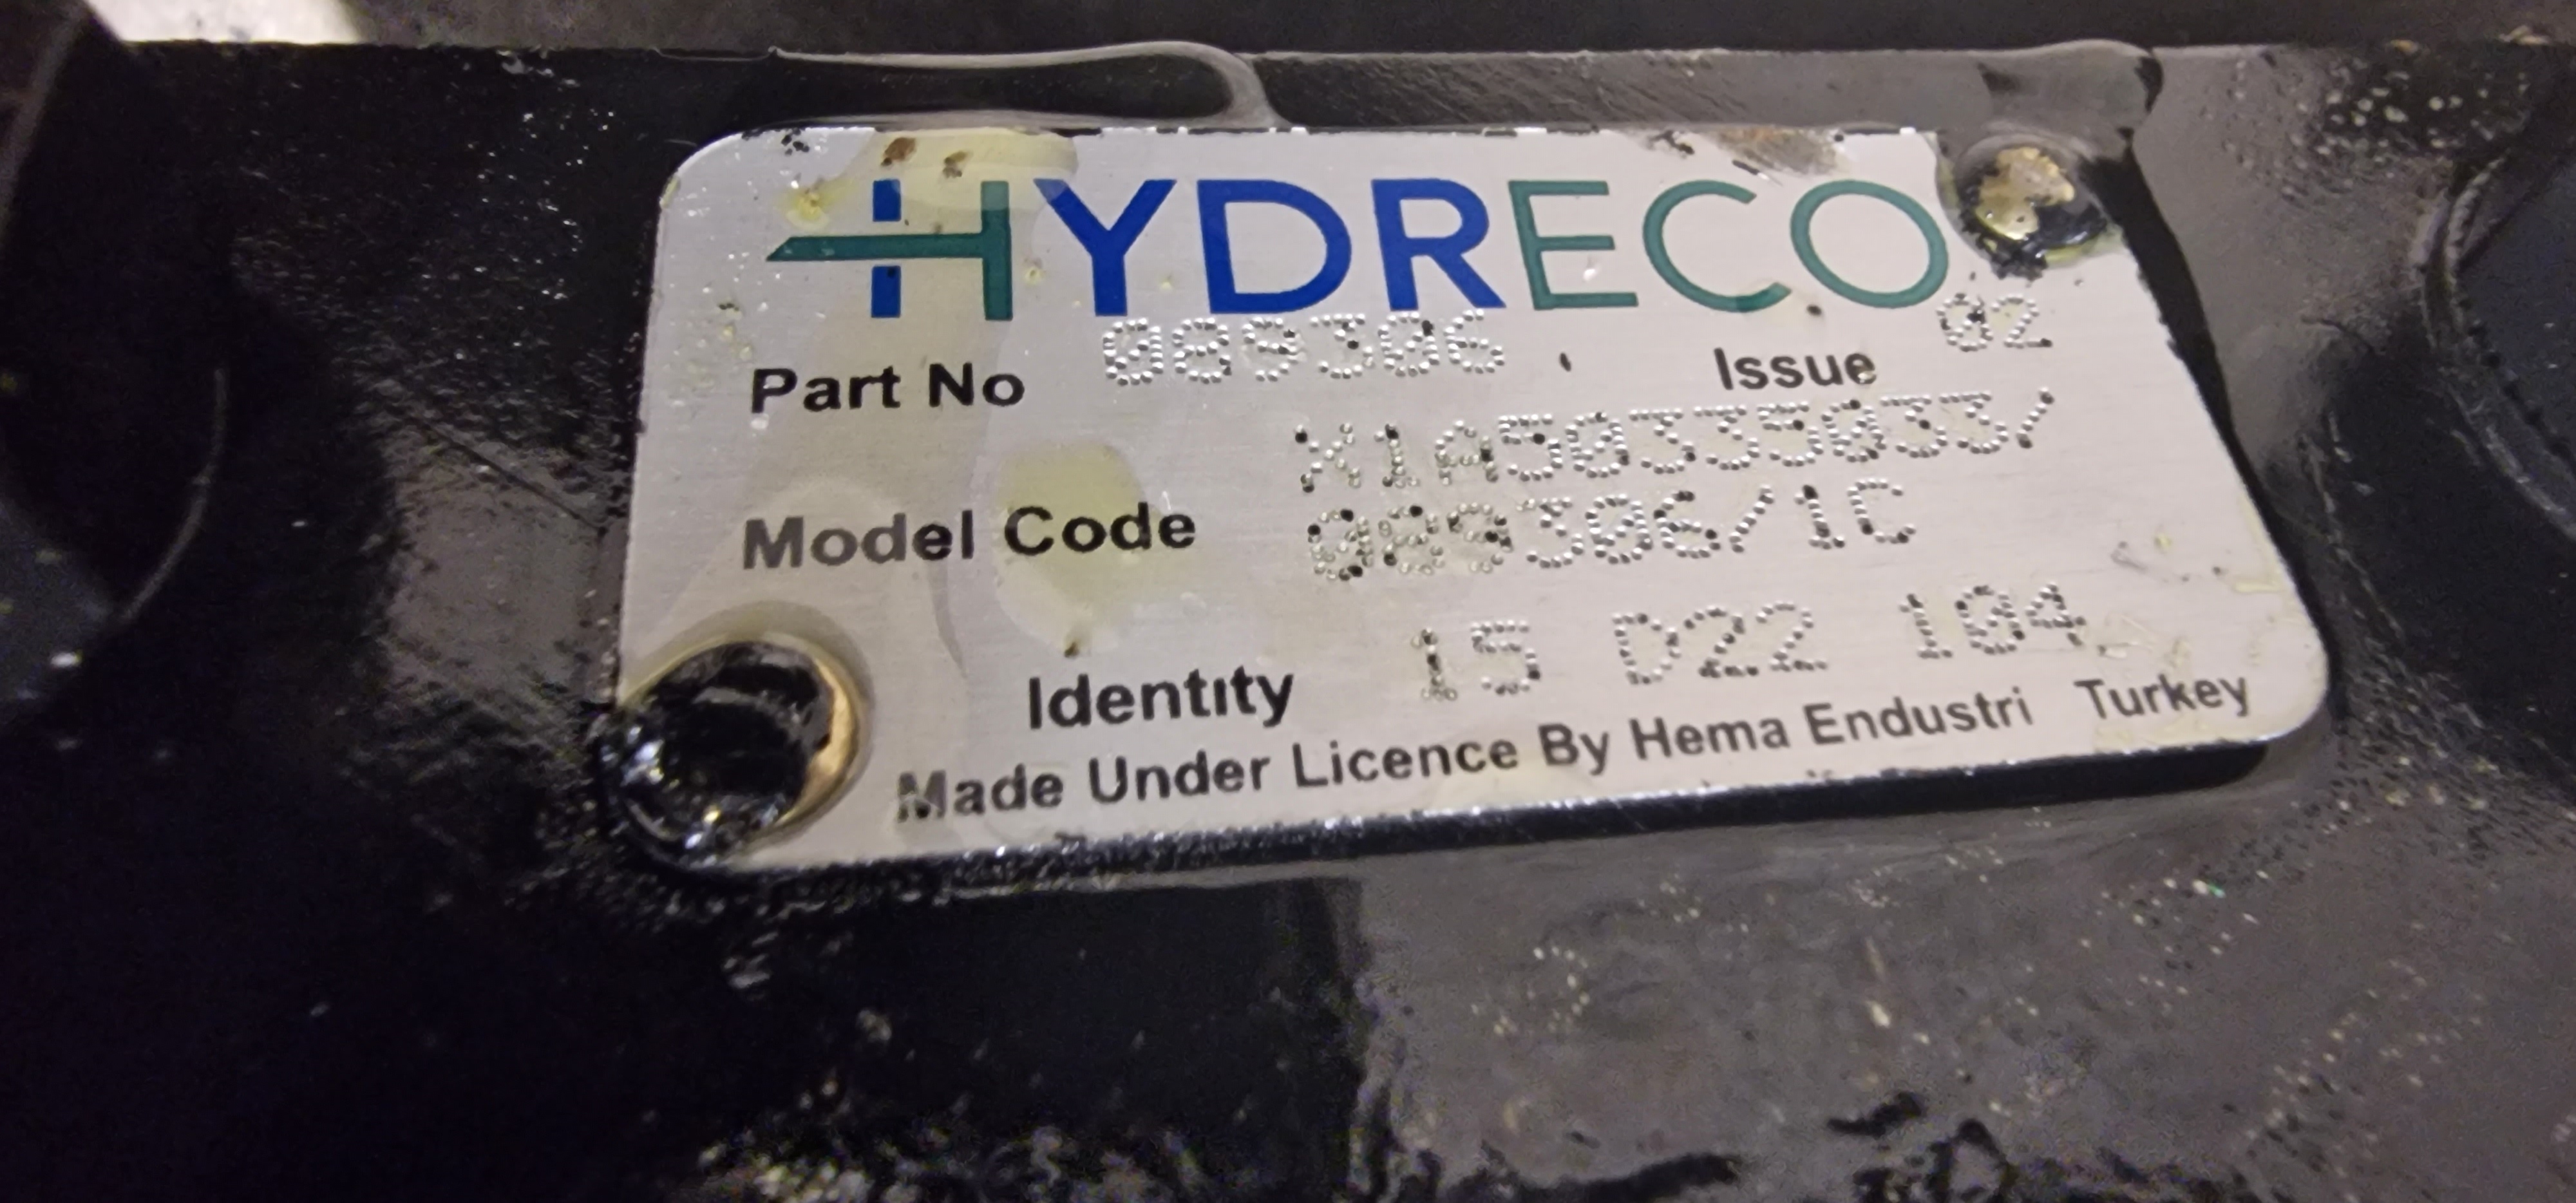 HYDRECO
Part No 089306 Issue 02
Model Code X1A50335033/
089306/1C
Identity 15 D22 104
Made Under Licence By Hema Endustri Turkey